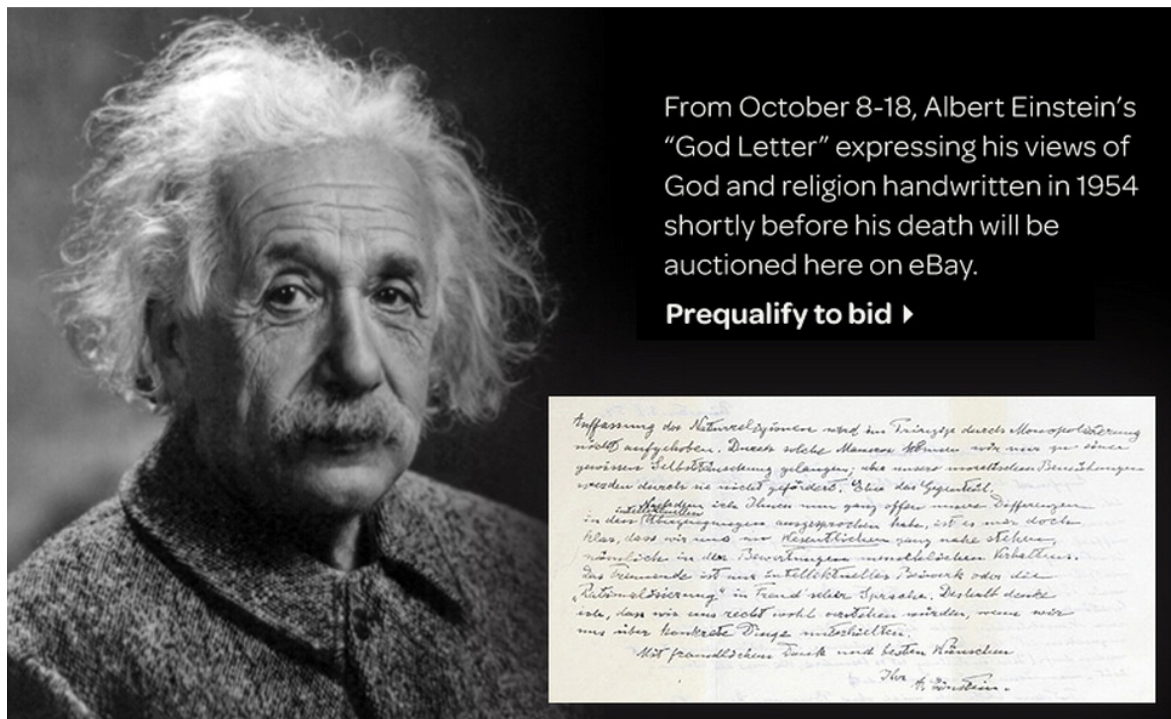 From October 8-18, Albert Einstein's
“God Letter” expressing his views of
God and religion handwritten in 1954
shortly before his death will be
auctioned here on eBay.
Prequalify to bid
Auffassung der Naturreligionen wird im Prinzip durch Monopolisierung
nicht aufgehoben. Durch solche Mauern können wir nur zu einer
gewissen Selbsttäuschung gelangen; aber unsere moralischen Bemühungen
werden durch sie nicht gefördert. Eher das Gegenteil.
Nachdem ich Ihnen nun ganz offen unsere Differenzen
intellektuellen
in den Überzeugungen ausgesprochen habe, ist es mir doch
klar, dass wir uns im Wesentlichen ganz nahe stehen,
nämlich in den Bewertungen menschlichen Verhaltens.
Das Trennende ist nur intellektuelles Beiwerk oder die
„Rationalisierung“ in Freud'scher Sprache. Deshalb denke
ich, dass wir uns recht wohl verstehen würden, wenn wir
uns über konkrete Dinge unterhielten.
Mit freundlichem Dank und besten Wünschen
Ihr
A. Einstein.